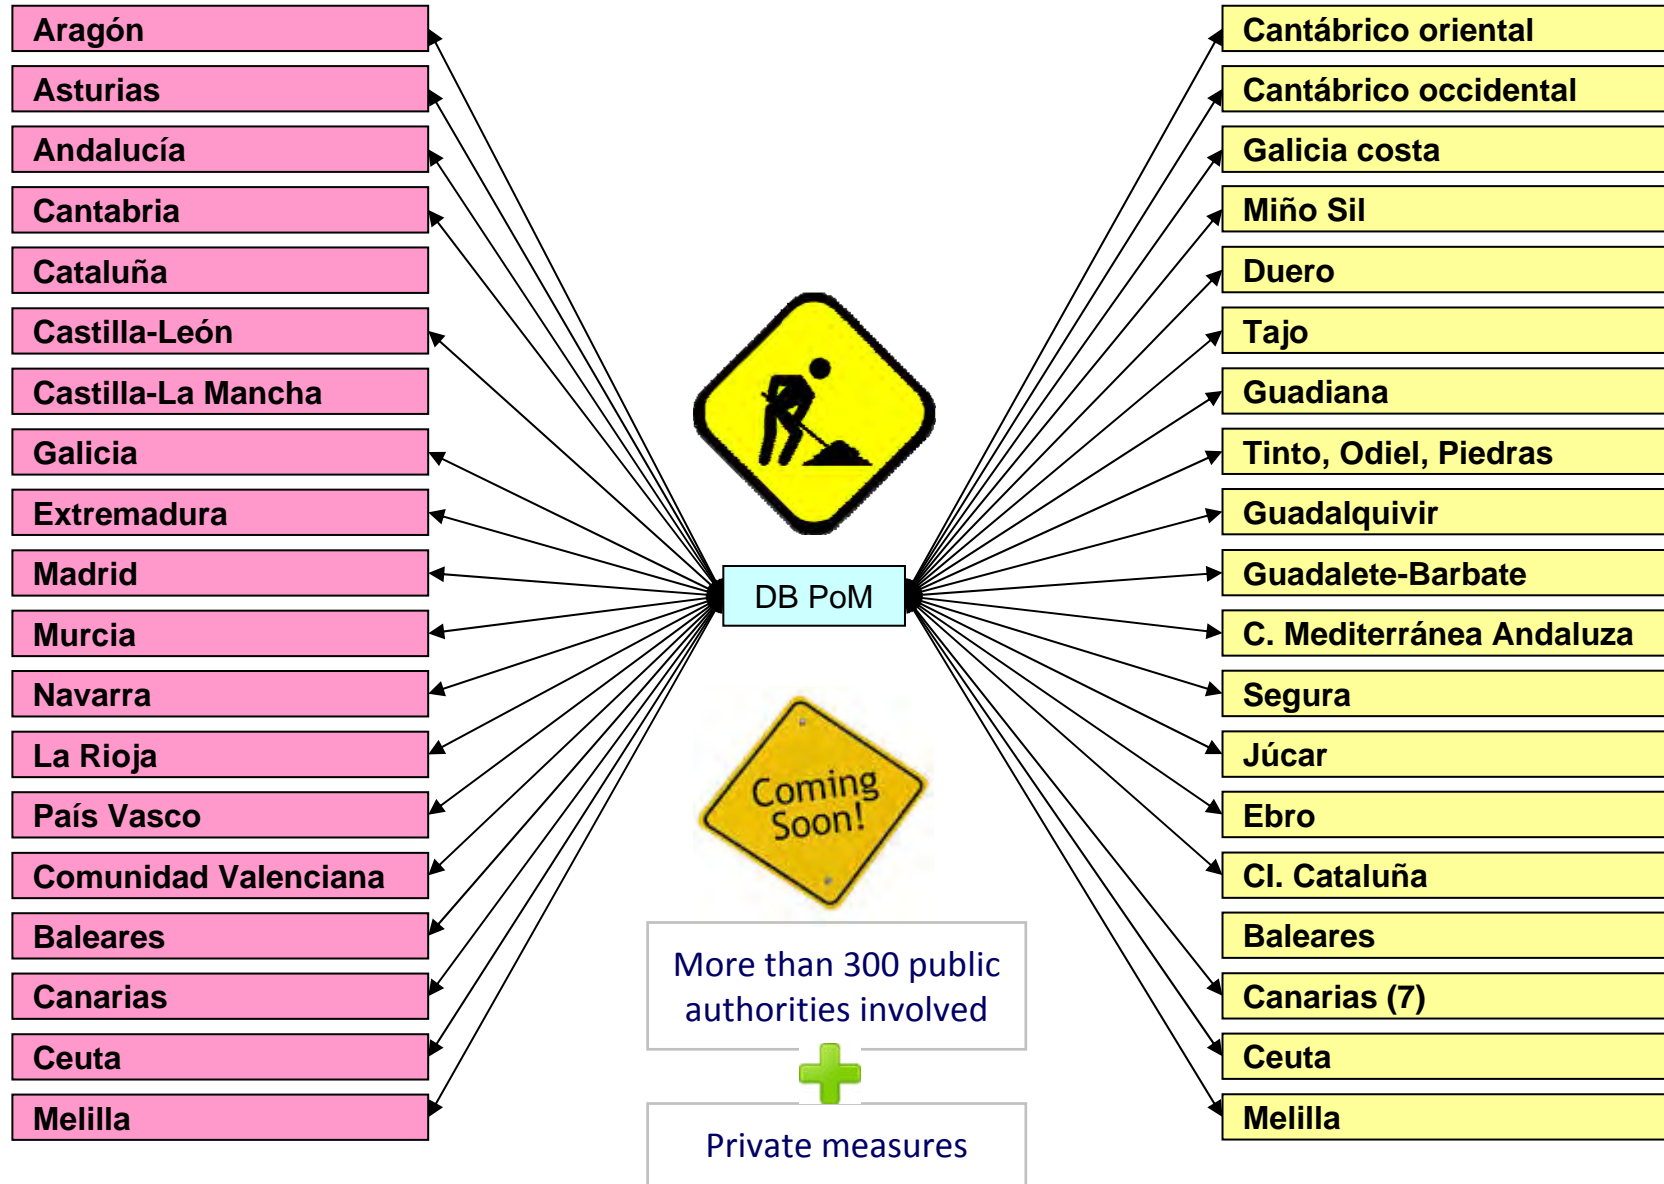 Aragón
Asturias
Andalucía
Cantabria
Cataluña
Castilla-León
Castilla-La Mancha
Galicia
Extremadura
Madrid
Murcia
Navarra
La Rioja
País Vasco
Comunidad Valenciana
Baleares
Canarias
Ceuta
Melilla
DB PoM
Coming
Soon!
More than 300 public
authorities involved
Private measures
Cantábrico oriental
Cantábrico occidental
Galicia costa
Miño Sil
Duero
Tajo
Guadiana
Tinto, Odiel, Piedras
Guadalquivir
Guadalete-Barbate
C. Mediterránea Andaluza
Segura
Júcar
Ebro
CI. Cataluña
Baleares
Canarias (7)
Ceuta
Melilla